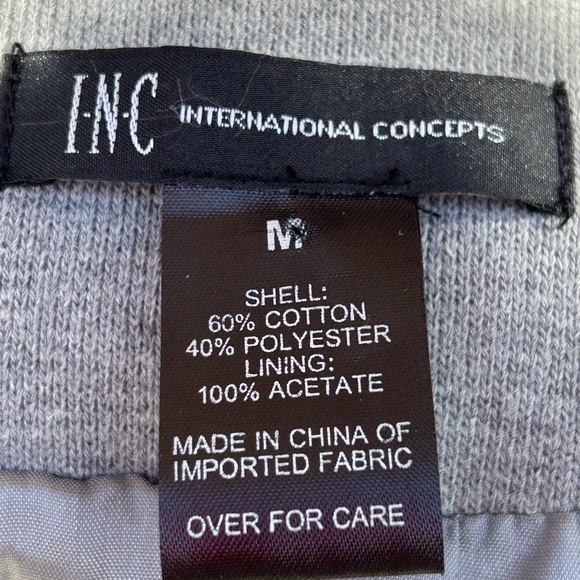 I·N·C INTERNATIONAL CONCEPTS
M
SHELL:
60% COTTON
40% POLYESTER
LINING:
100% ACETATE
MADE IN CHINA OF
IMPORTED FABRIC
OVER FOR CARE